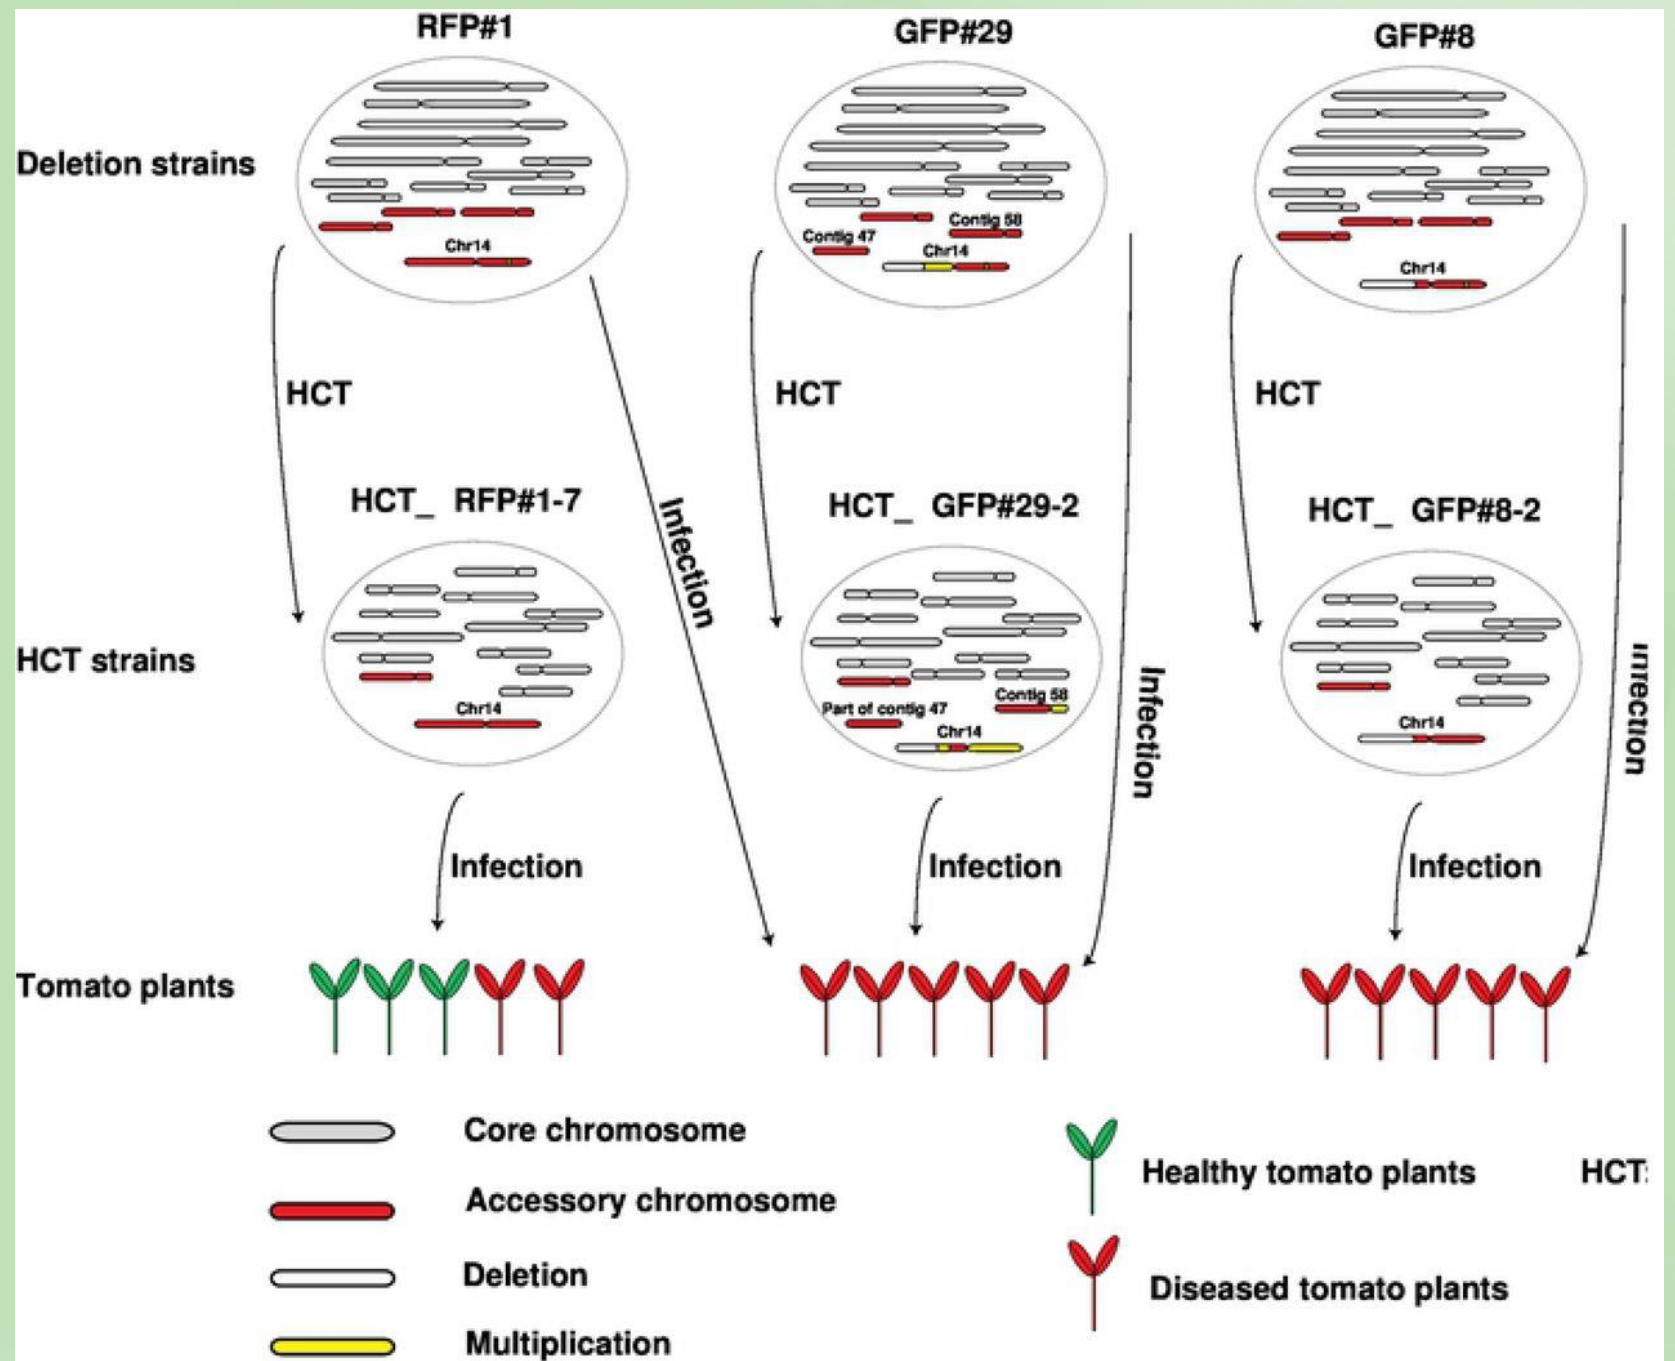 RFP#1
GFP#29
GFP#8
Deletion strains
Chr14
Contig 58
Contig 47
Chr14
Chr14
HCT
HCT
HCT
HCT_ RFP#1-7
HCT_ GFP#29-2
HCT_ GFP#8-2
Infection
Infection
HCT strains
Chr14
Contig 58
Part of contig 47
Chr14
Chr14
Infection
Infection
Infection
Infection
Tomato plants
Core chromosome
Accessory chromosome
Deletion
Multiplication
Healthy tomato plants
Diseased tomato plants
HCT: